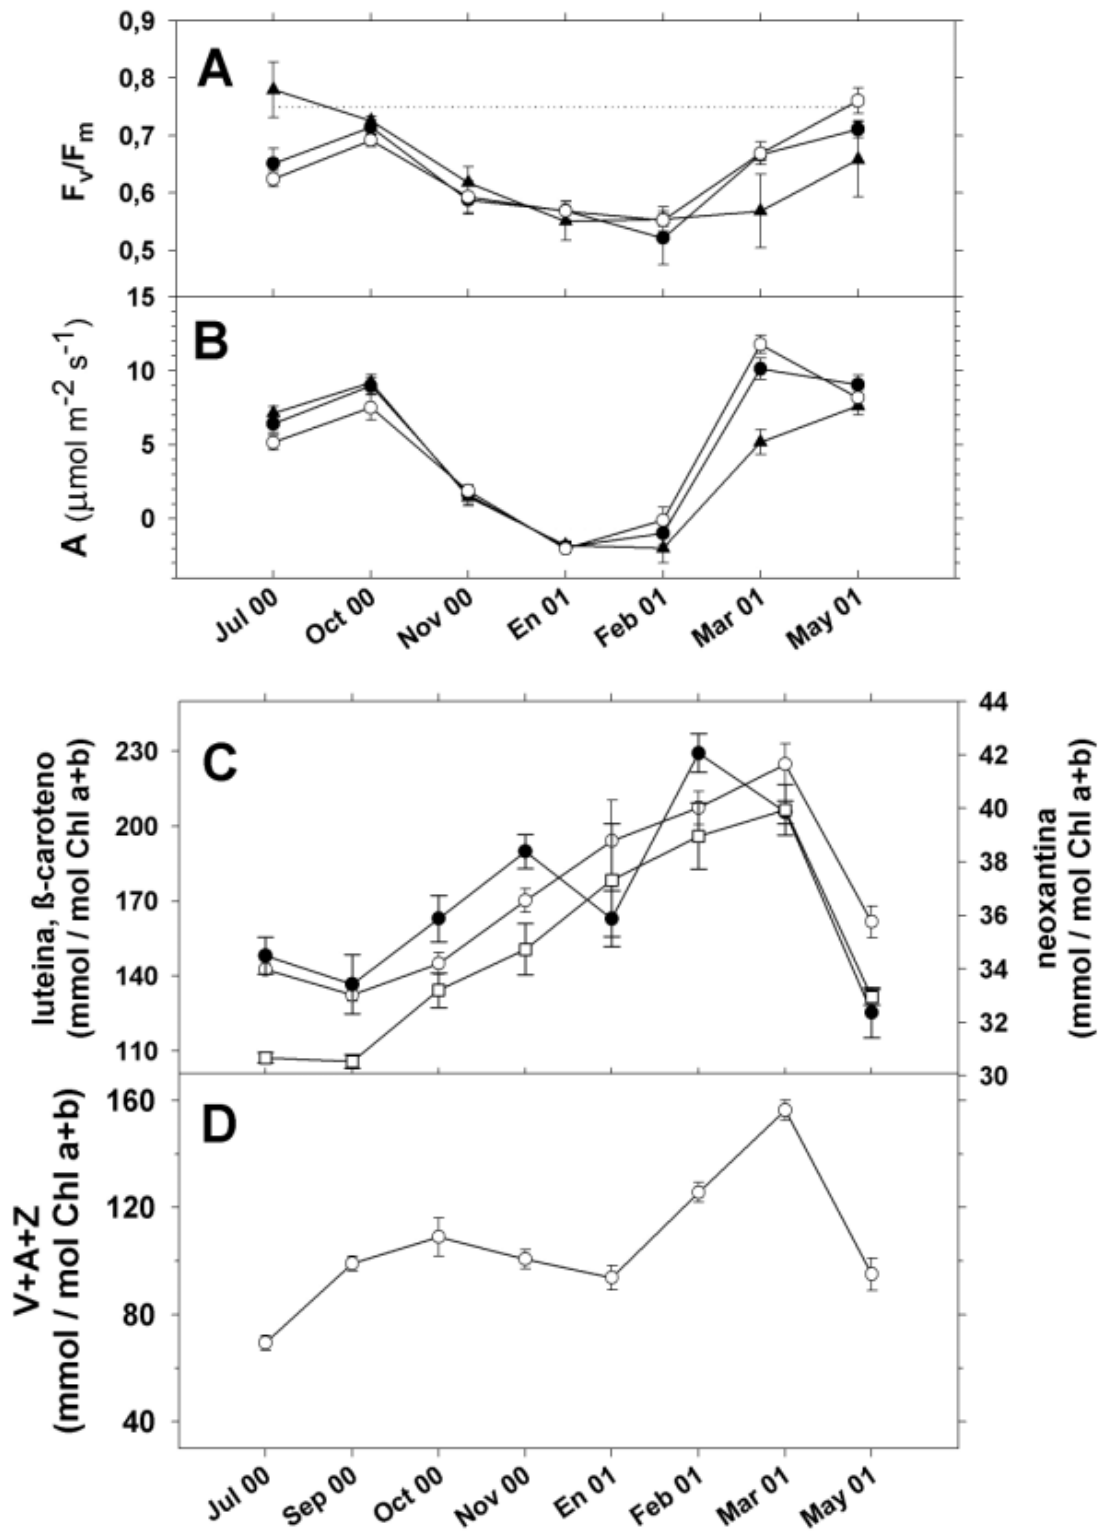 A
0,9
0,8
0,7
0,6
0,5
Fv/Fm
B
15
10
5
0
A (µmol m-2 s-1)
Jul 00
Oct 00
Nov 00
En 01
Feb 01
Mar 01
May 01
C
230
200
170
140
110
luteina, ß-caroteno
(mmol / mol Chl a+b)
44
42
40
38
36
34
32
30
neoxantina
(mmol / mol Chl a+b)
D
160
120
80
40
V+A+Z
(mmol / mol Chl a+b)
Jul 00
Sep 00
Oct 00
Nov 00
En 01
Feb 01
Mar 01
May 01